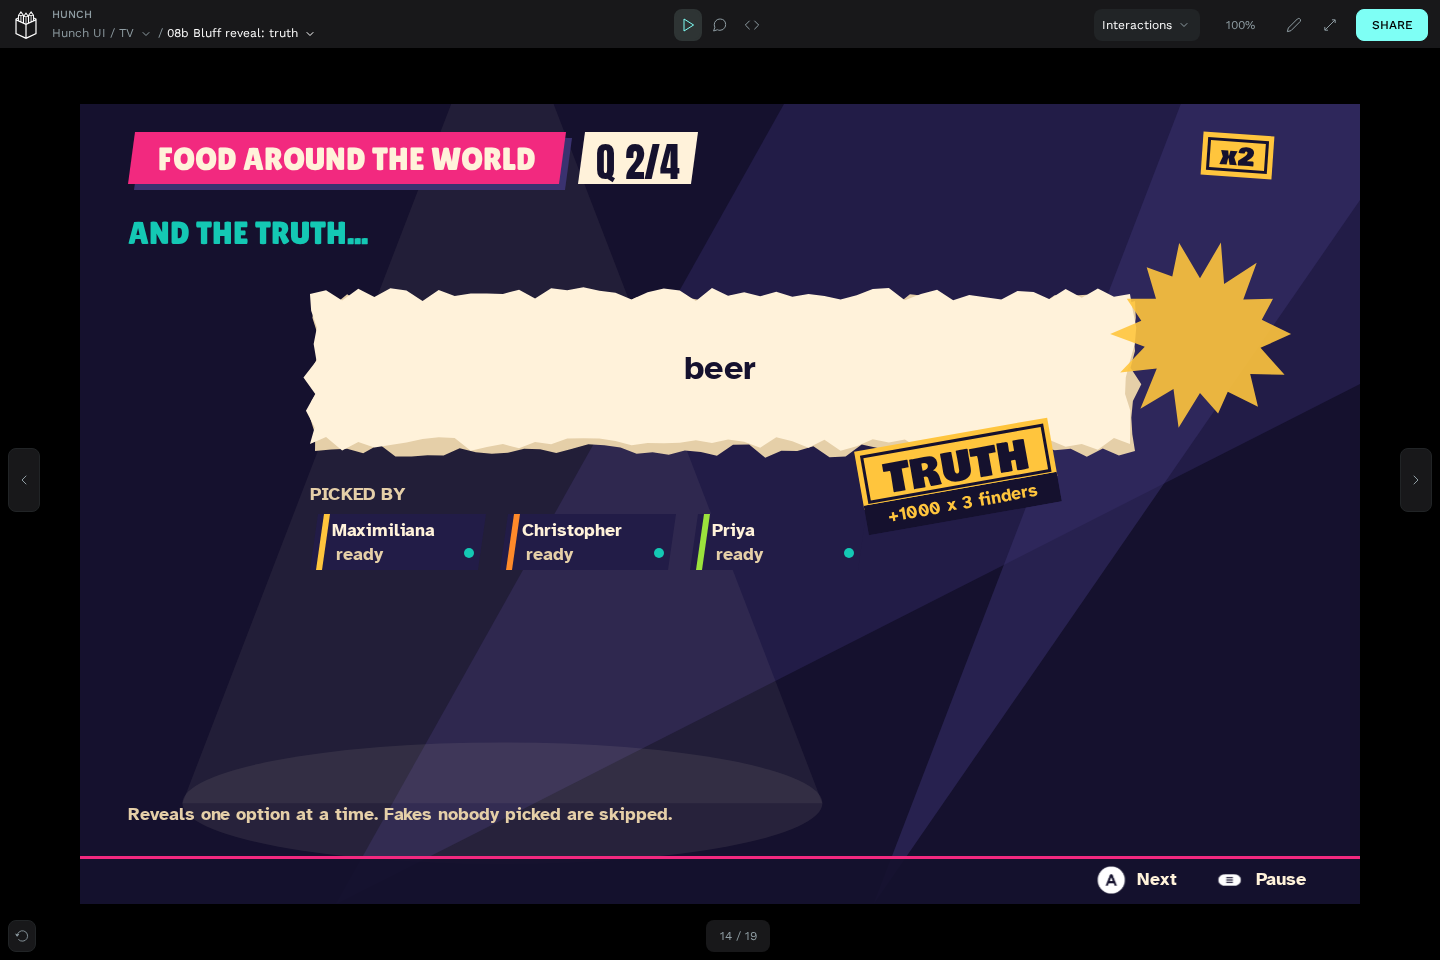 HUNCH
Hunch UI / TV / 08b Bluff reveal: truth
Interactions
100%
SHARE
FOOD AROUND THE WORLD
Q 2/4
x2
AND THE TRUTH...
beer
TRUTH
+1000 x 3 finders
PICKED BY
Maximiliana
ready
Christopher
ready
Priya
ready
Reveals one option at a time. Fakes nobody picked are skipped.
A Next
Pause
14 / 19